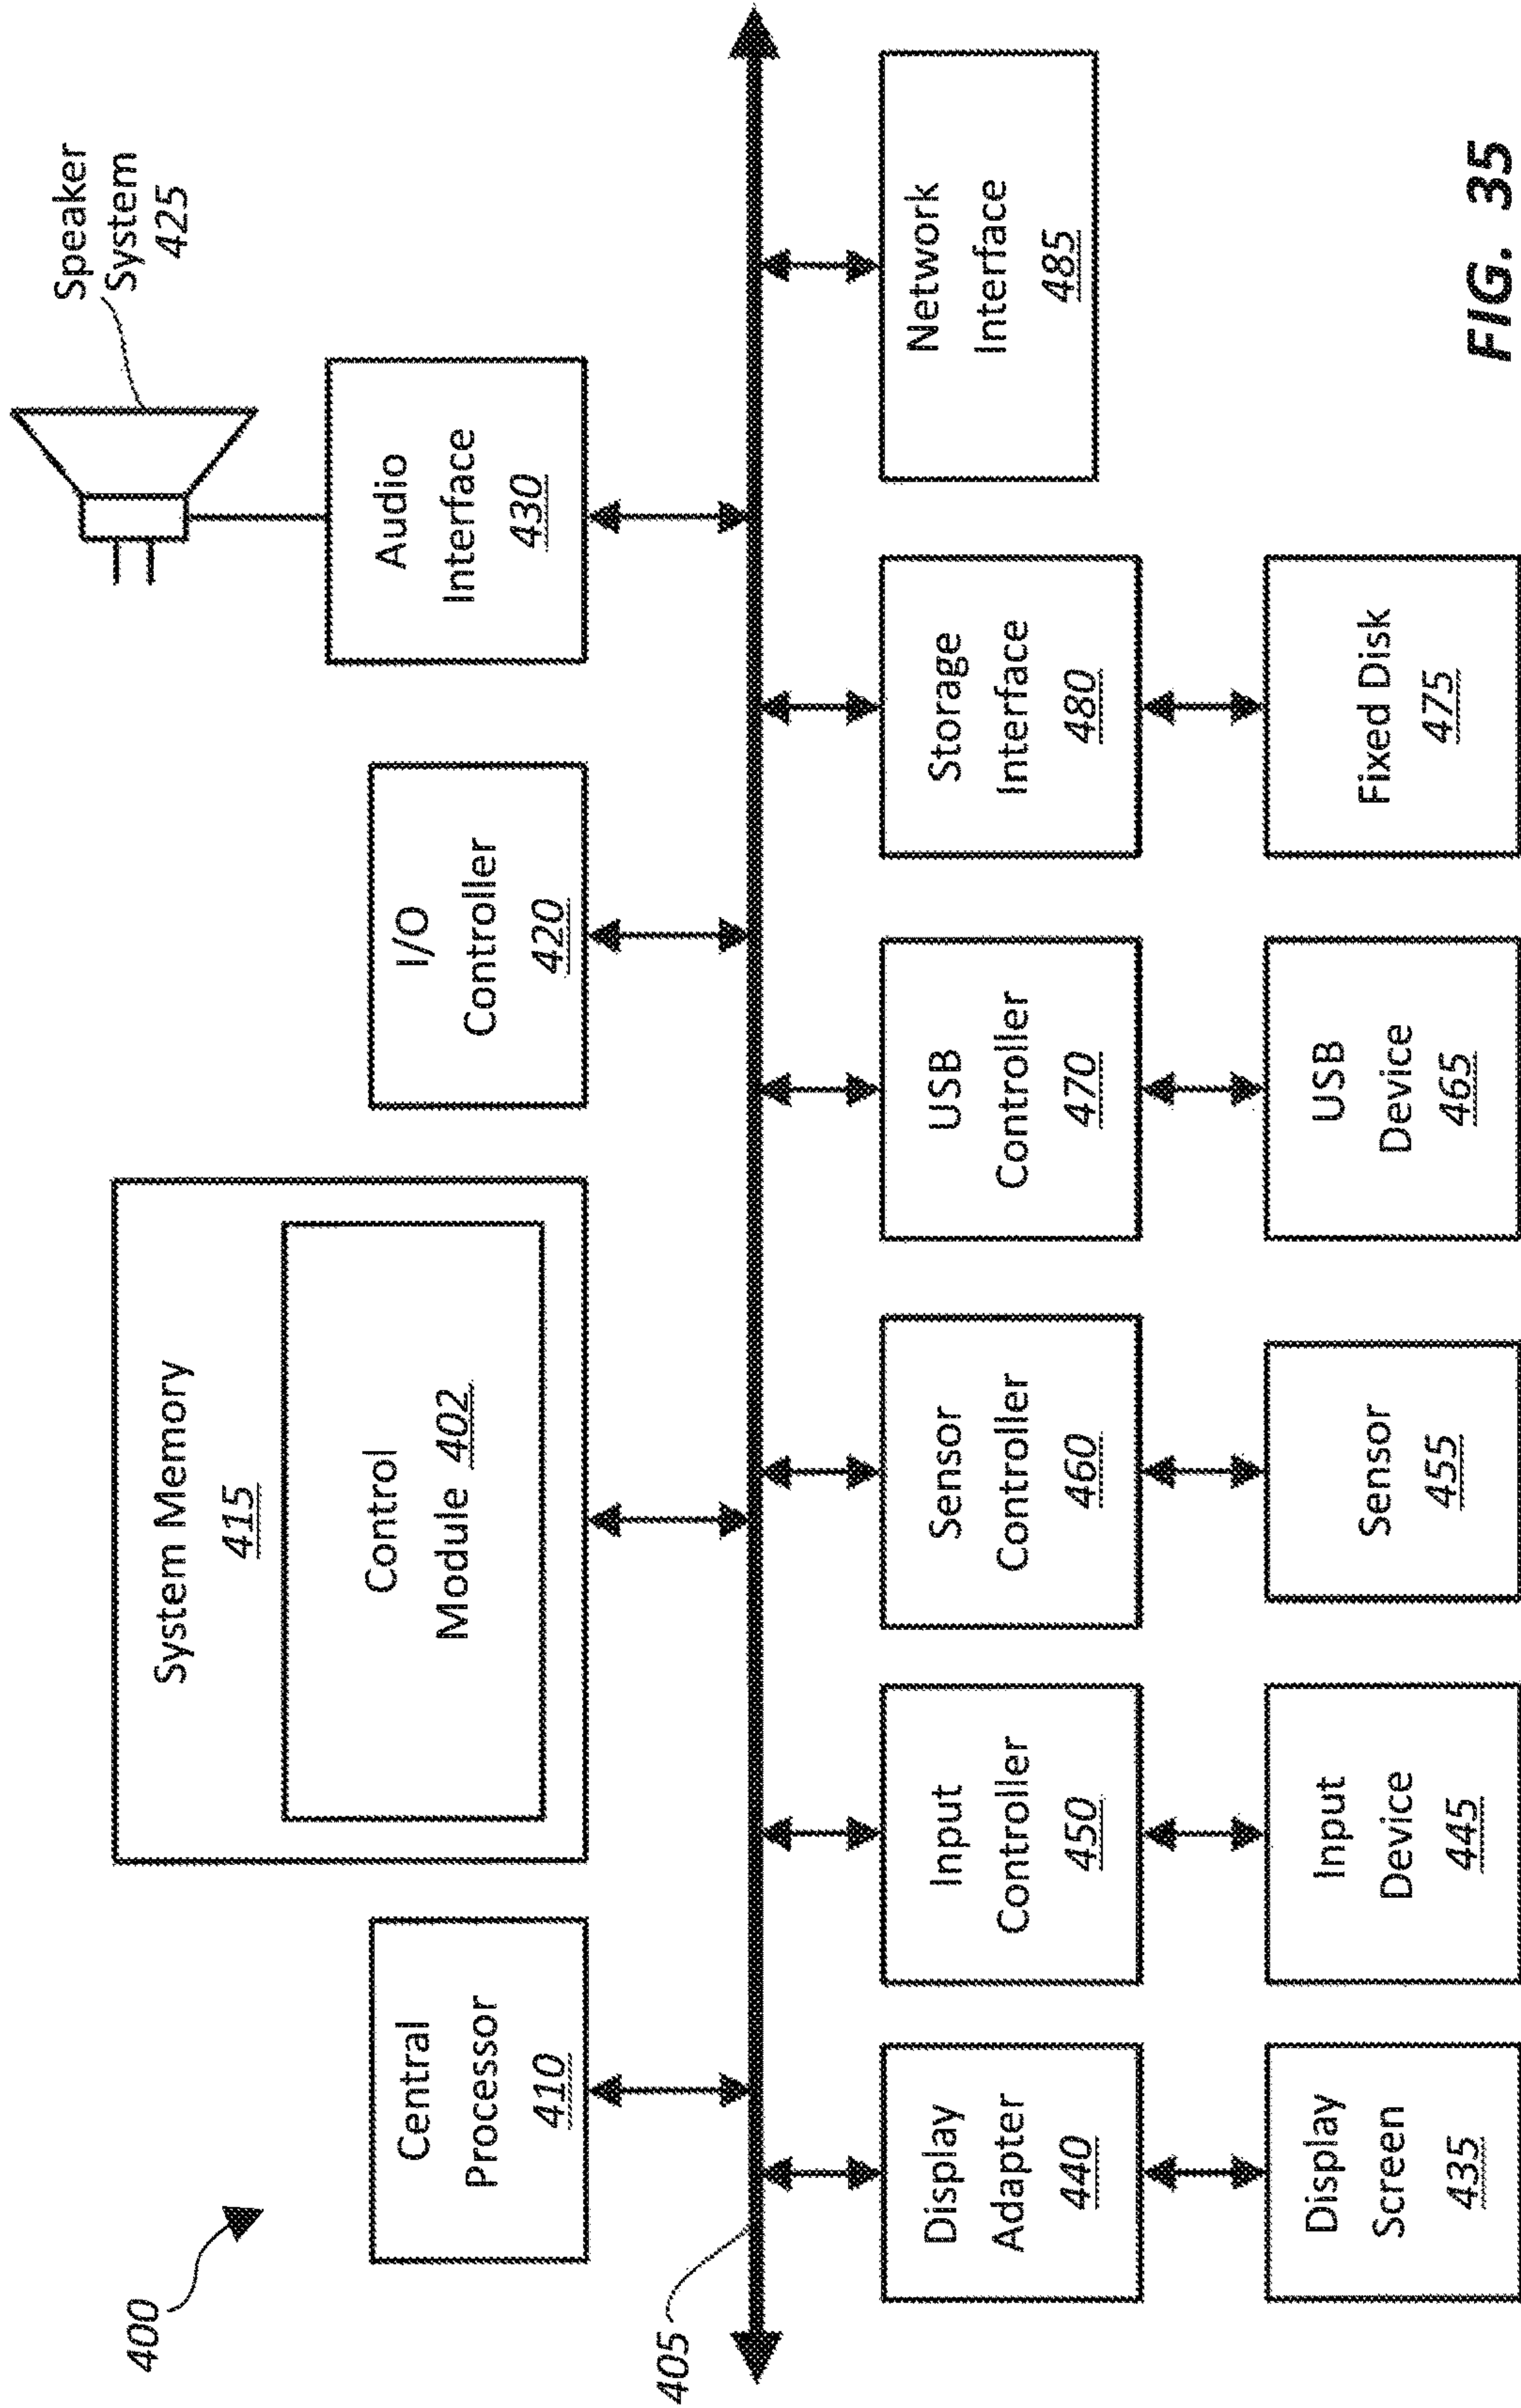 400
Central
Processor
410
System Memory
415
Control
Module 402
I/O
Controller
420
Speaker
System
425
Audio
Interface
430
405
Display
Adapter
440
Input
Controller
450
Sensor
Controller
460
USB
Controller
470
Storage
Interface
480
Network
Interface
485
Display
Screen
435
Input
Device
445
Sensor
455
USB
Device
465
Fixed Disk
475
FIG. 35